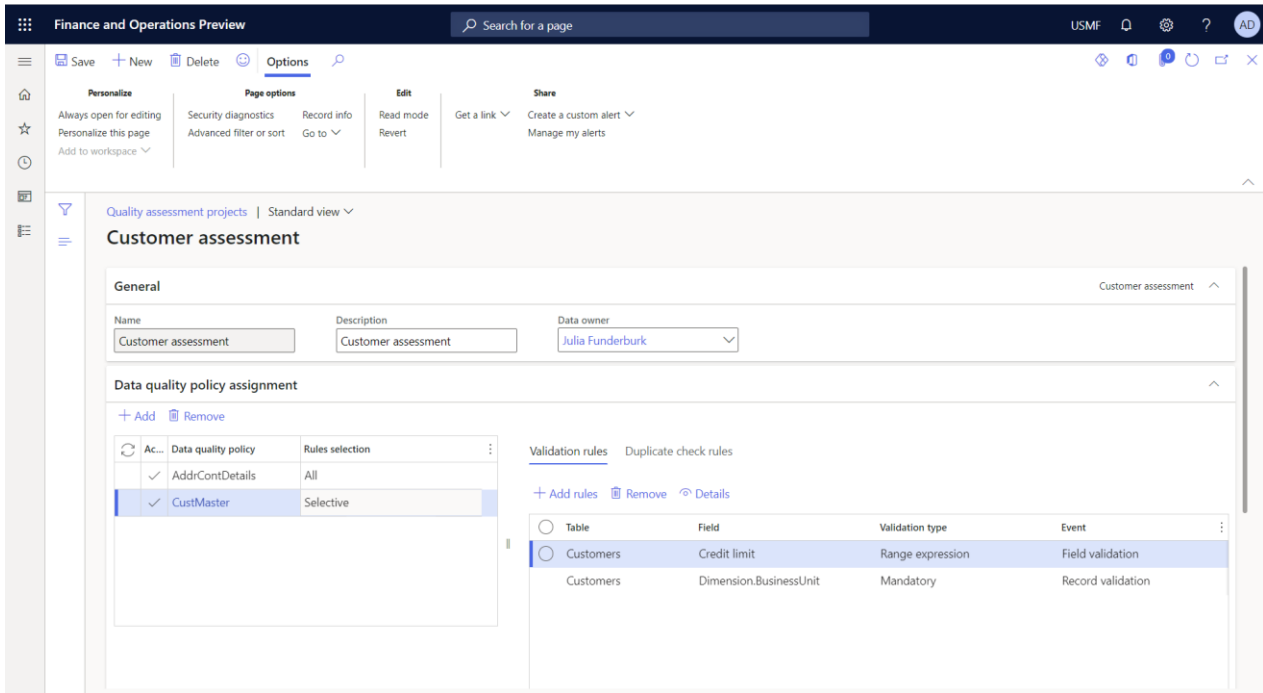 Finance and Operations Preview
Search for a page
USMF
?
AD
Save New Delete Options
0
Personalize Page options Edit Share
Always open for editing Security diagnostics Record info Read mode Get a link Create a custom alert
Personalize this page Advanced filter or sort Go to Revert Manage my alerts
Add to workspace
Quality assessment projects | Standard view
Customer assessment
General Customer assessment
Name Description Data owner
Customer assessment Customer assessment Julia Funderburk
Data quality policy assignment
Add Remove
Ac... Data quality policy Rules selection
AddrContDetails All
CustMaster Selective
Validation rules Duplicate check rules
Add rules Remove Details
Table Field Validation type Event
Customers Credit limit Range expression Field validation
Customers Dimension.BusinessUnit Mandatory Record validation